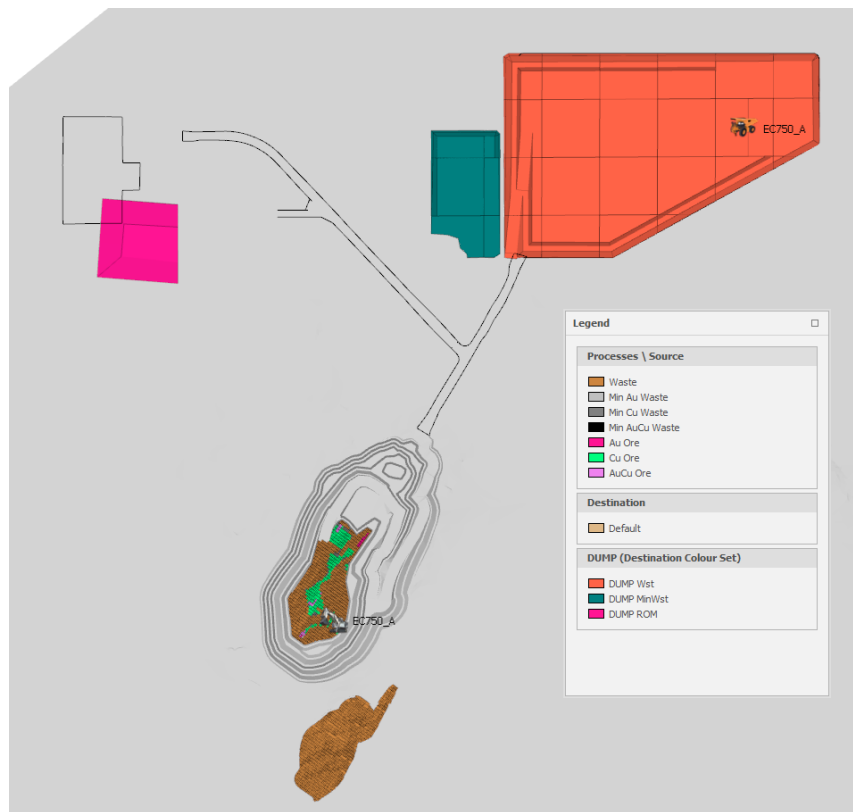 EC750_A
Legend
Processes \ Source
Waste
Min Au Waste
Min Cu Waste
Min AuCu Waste
Au Ore
Cu Ore
AuCu Ore
Destination
Default
DUMP (Destination Colour Set)
DUMP Wst
DUMP MinWst
DUMP ROM
EC750_A